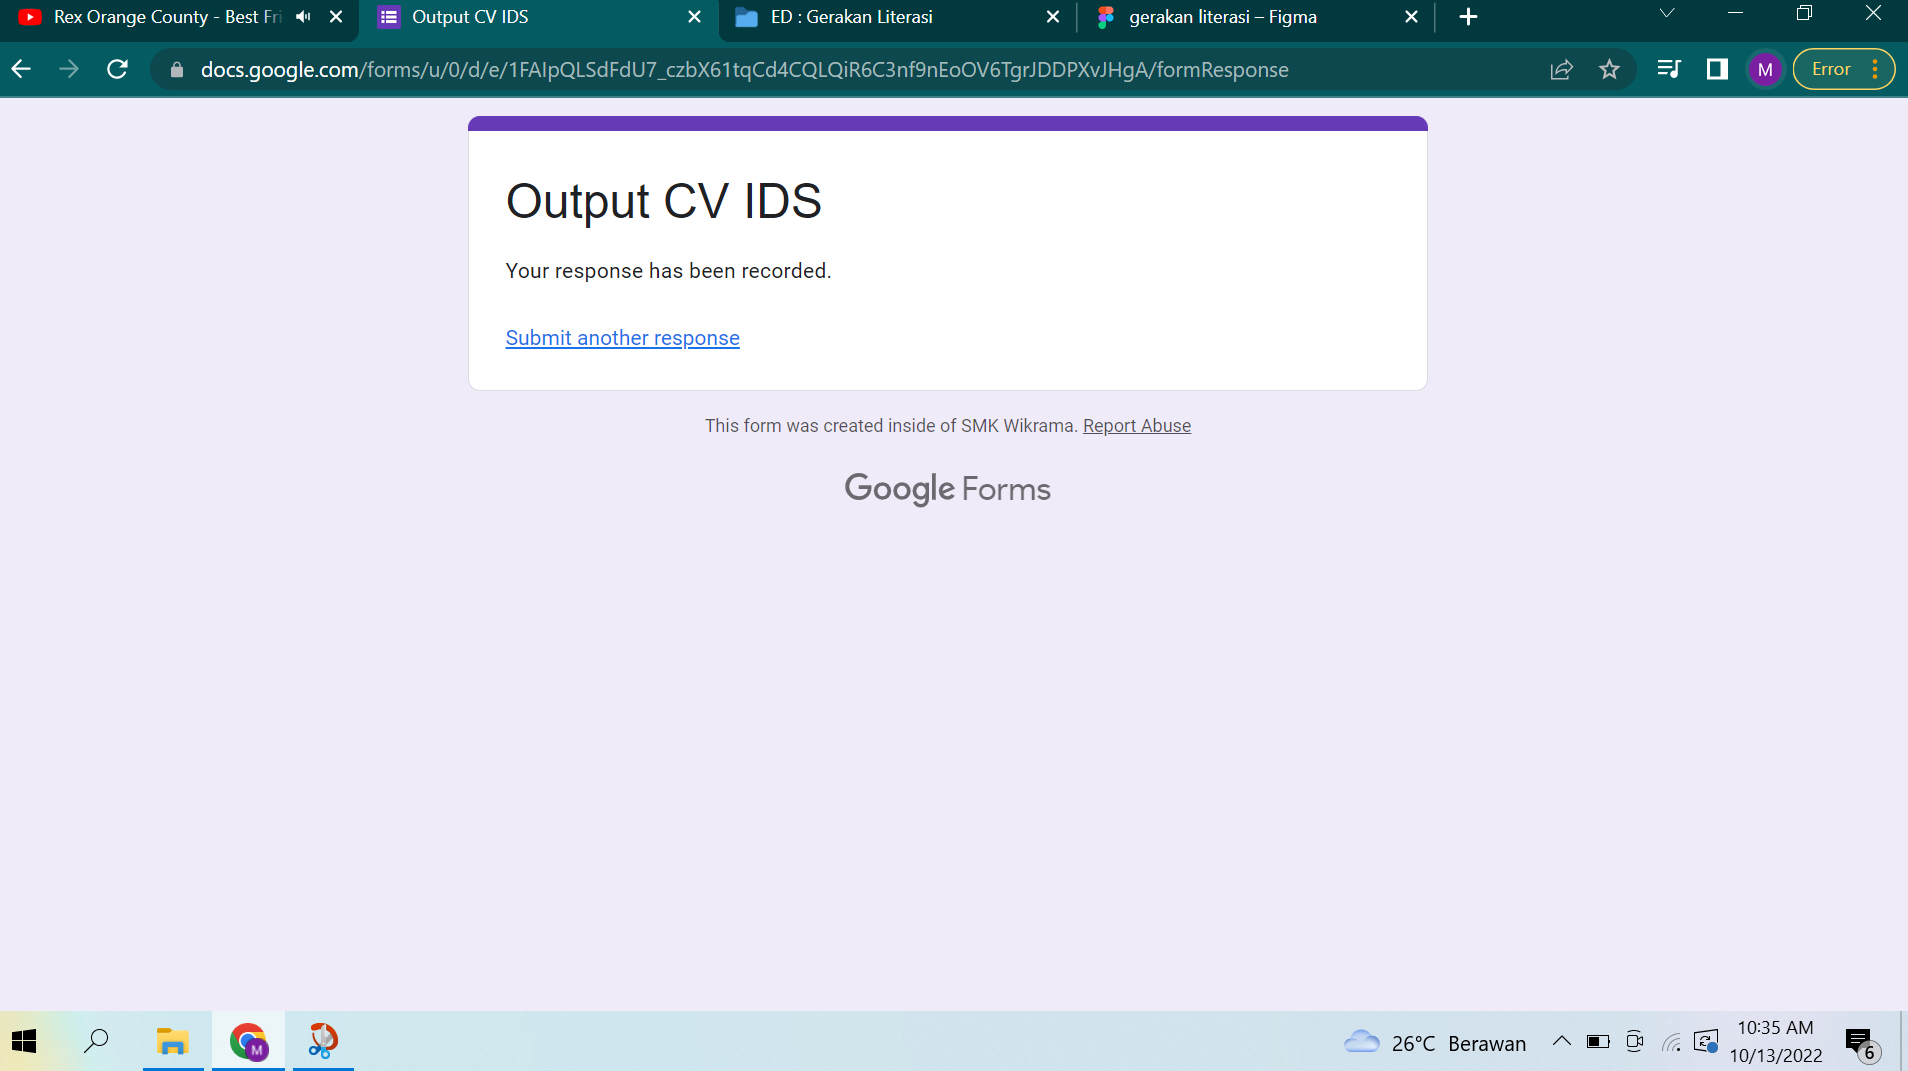 Rex Orange County - Best Fri
Output CV IDS
ED : Gerakan Literasi
gerakan literasi – Figma
docs.google.com/forms/u/0/d/e/1FAIpQLSdFdU7_czbX61tqCd4CQLQiR6C3nf9nEoOV6TgrJDDPXvJHgA/formResponse
M
Error
Output CV IDS
Your response has been recorded.
Submit another response
This form was created inside of SMK Wikrama. Report Abuse
Google Forms
M
26°C Berawan
10:35 AM
10/13/2022
6